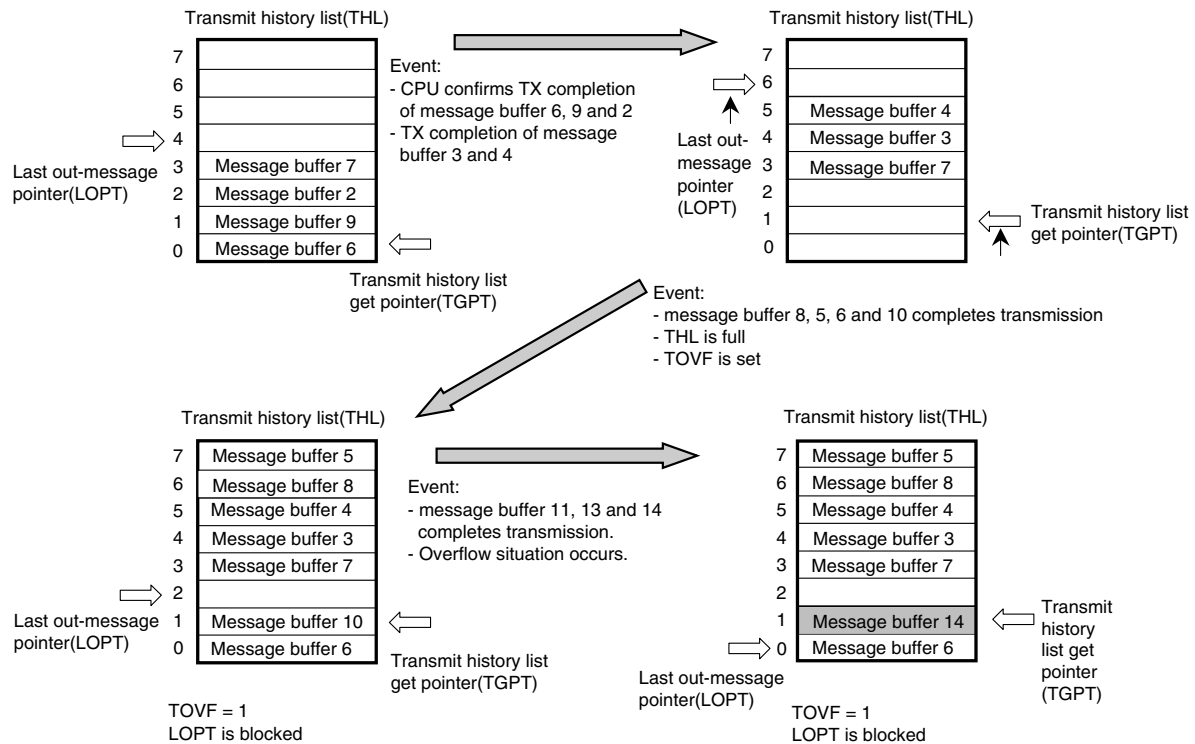 Transmit history list(THL)
7
6
5
4
3 Message buffer 7
2 Message buffer 2
1 Message buffer 9
0 Message buffer 6
Last out-message
pointer(LOPT)
Transmit history list
get pointer(TGPT)
Event:
- CPU confirms TX completion
of message buffer 6, 9 and 2
- TX completion of message
buffer 3 and 4
Transmit history list(THL)
7
6
5 Message buffer 4
4 Message buffer 3
3 Message buffer 7
2
1
0
Last out-
message
pointer
(LOPT)
Transmit history list
get pointer(TGPT)
Event:
- message buffer 8, 5, 6 and 10 completes transmission
- THL is full
- TOVF is set
Transmit history list(THL)
7 Message buffer 5
6 Message buffer 8
5 Message buffer 4
4 Message buffer 3
3 Message buffer 7
2
1 Message buffer 10
0 Message buffer 6
Last out-message
pointer(LOPT)
Transmit history list
get pointer(TGPT)
TOVF = 1
LOPT is blocked
Event:
- message buffer 11, 13 and 14
completes transmission.
- Overflow situation occurs.
Transmit history list(THL)
7 Message buffer 5
6 Message buffer 8
5 Message buffer 4
4 Message buffer 3
3 Message buffer 7
2
1 Message buffer 14
0 Message buffer 6
Last out-message
pointer(LOPT)
Transmit
history
list get
pointer
(TGPT)
TOVF = 1
LOPT is blocked